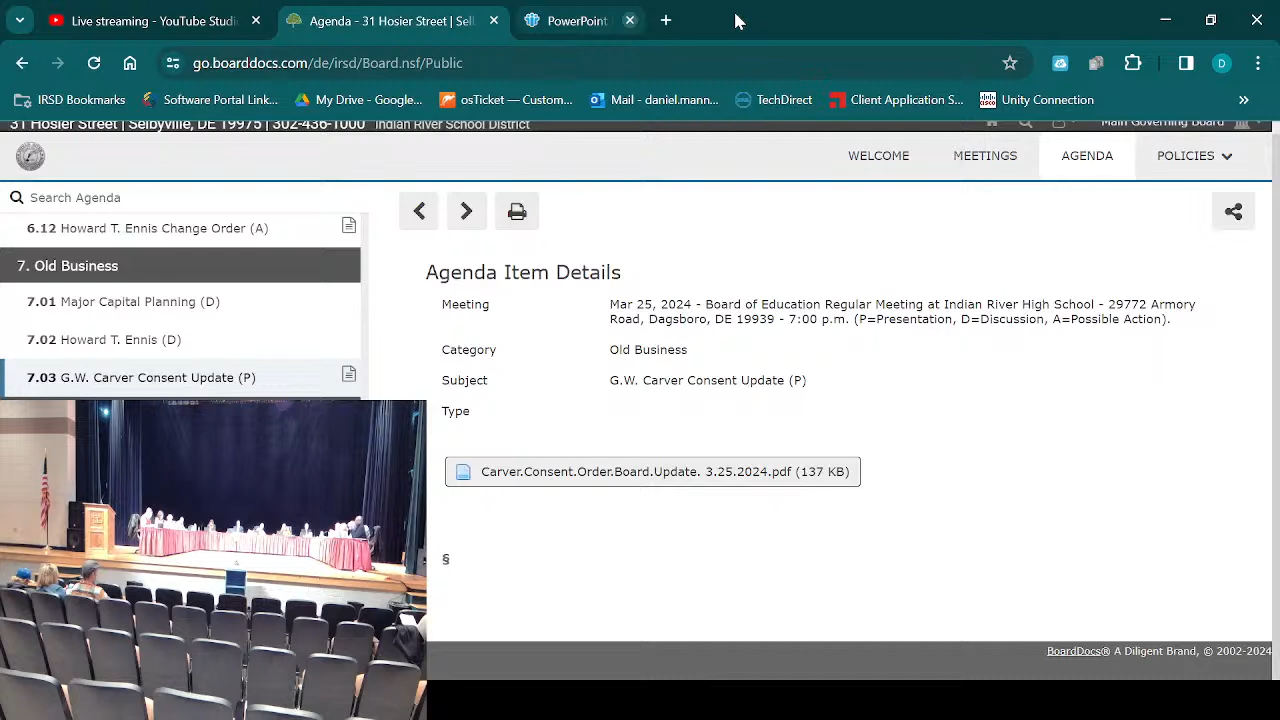 Live streaming - YouTube Studi
Agenda - 31 Hosier Street | Sel
PowerPoint
go.boarddocs.com/de/irsd/Board.nsf/Public
IRSD Bookmarks
Software Portal Link...
My Drive - Google...
osTicket — Custom...
Mail - daniel.mann...
TechDirect
Client Application S...
Unity Connection
31 Hosier Street | Selbyville, DE 19975 | 302-436-1000 Indian River School District
Main Governing Board
WELCOME
MEETINGS
AGENDA
POLICIES
Search Agenda
6.12 Howard T. Ennis Change Order (A)
7. Old Business
7.01 Major Capital Planning (D)
7.02 Howard T. Ennis (D)
7.03 G.W. Carver Consent Update (P)
Agenda Item Details
Meeting
Mar 25, 2024 - Board of Education Regular Meeting at Indian River High School - 29772 Armory
Road, Dagsboro, DE 19939 - 7:00 p.m. (P=Presentation, D=Discussion, A=Possible Action).
Category
Old Business
Subject
G.W. Carver Consent Update (P)
Type
Carver.Consent.Order.Board.Update. 3.25.2024.pdf (137 KB)
§
BoardDocs® A Diligent Brand, © 2002-2024
D